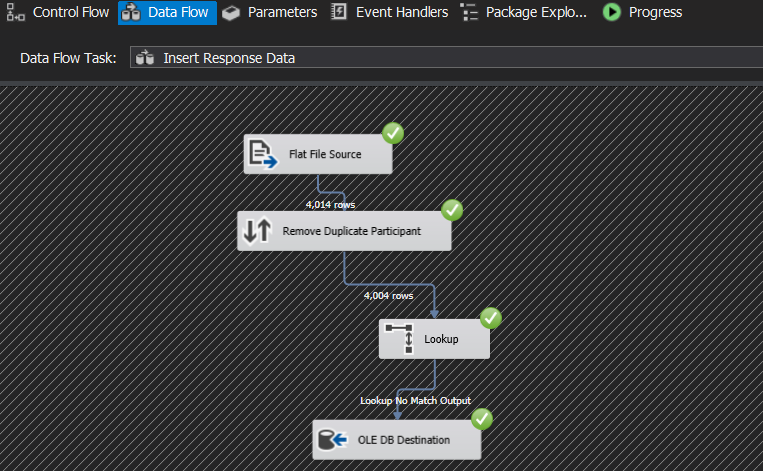 Control Flow Data Flow Parameters Event Handlers Package Explo... Progress
Data Flow Task: Insert Response Data
Flat File Source
4,014 rows
Remove Duplicate Participant
4,004 rows
Lookup
Lookup No Match Output
OLE DB Destination